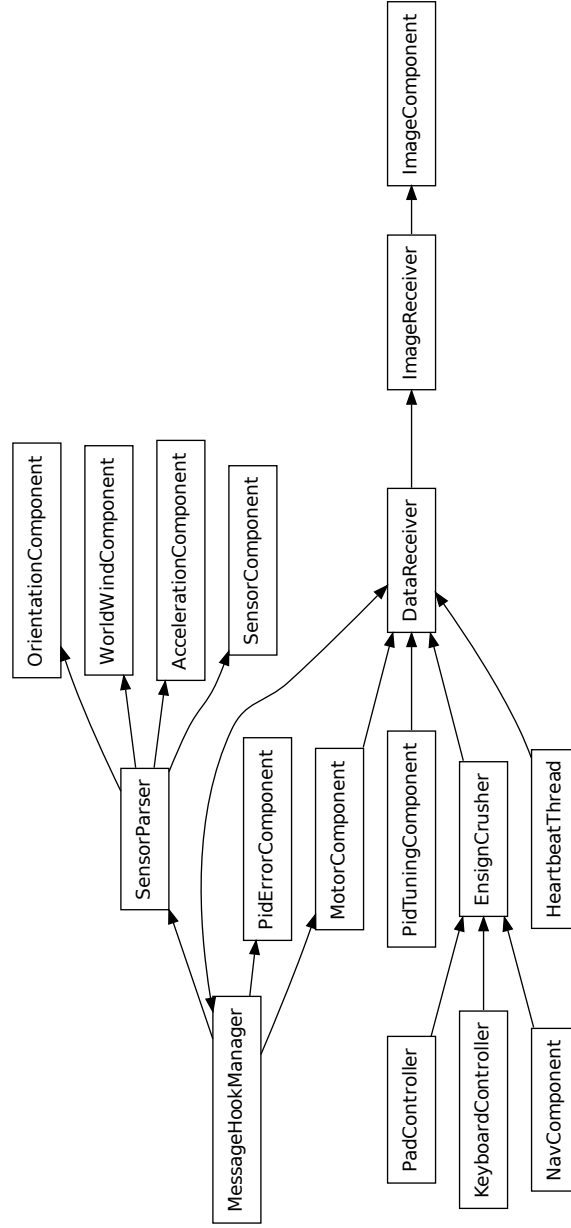 OrientationComponent
WorldWindComponent
AccelerationComponent
SensorComponent
SensorParser
PidErrorComponent
MotorComponent
MessageHookManager
ImageComponent
ImageReceiver
DataReceiver
PidTuningComponent
EnsignCrusher
HeartbeatThread
PadController
KeyboardController
NavComponent